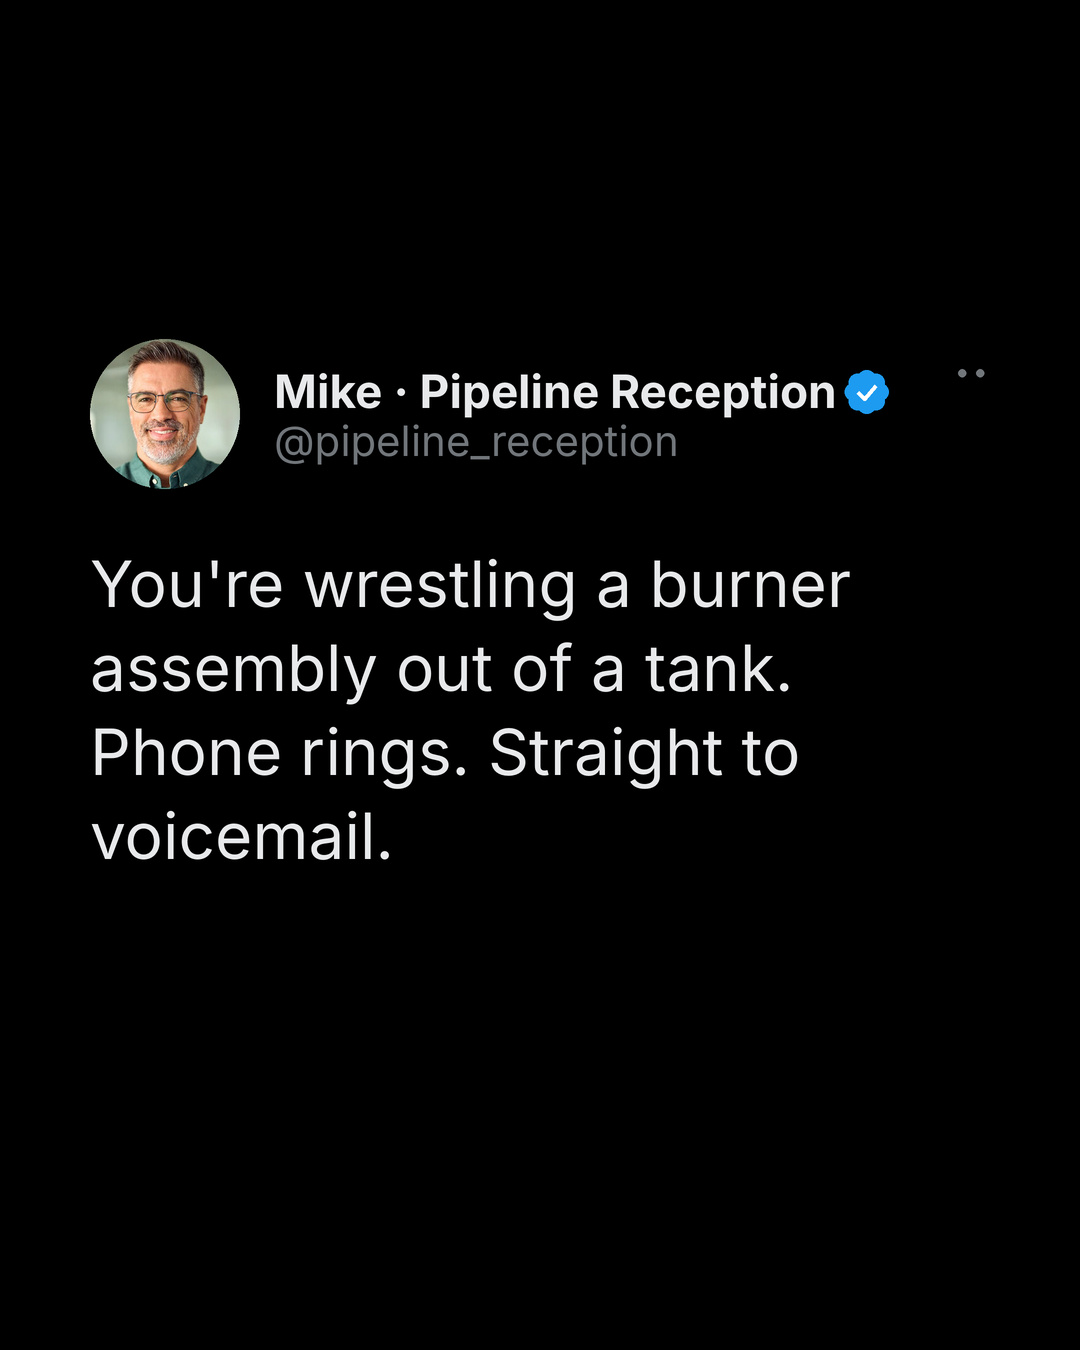 Mike · Pipeline Reception
@pipeline_reception
You're wrestling a burner
assembly out of a tank.
Phone rings. Straight to
voicemail.